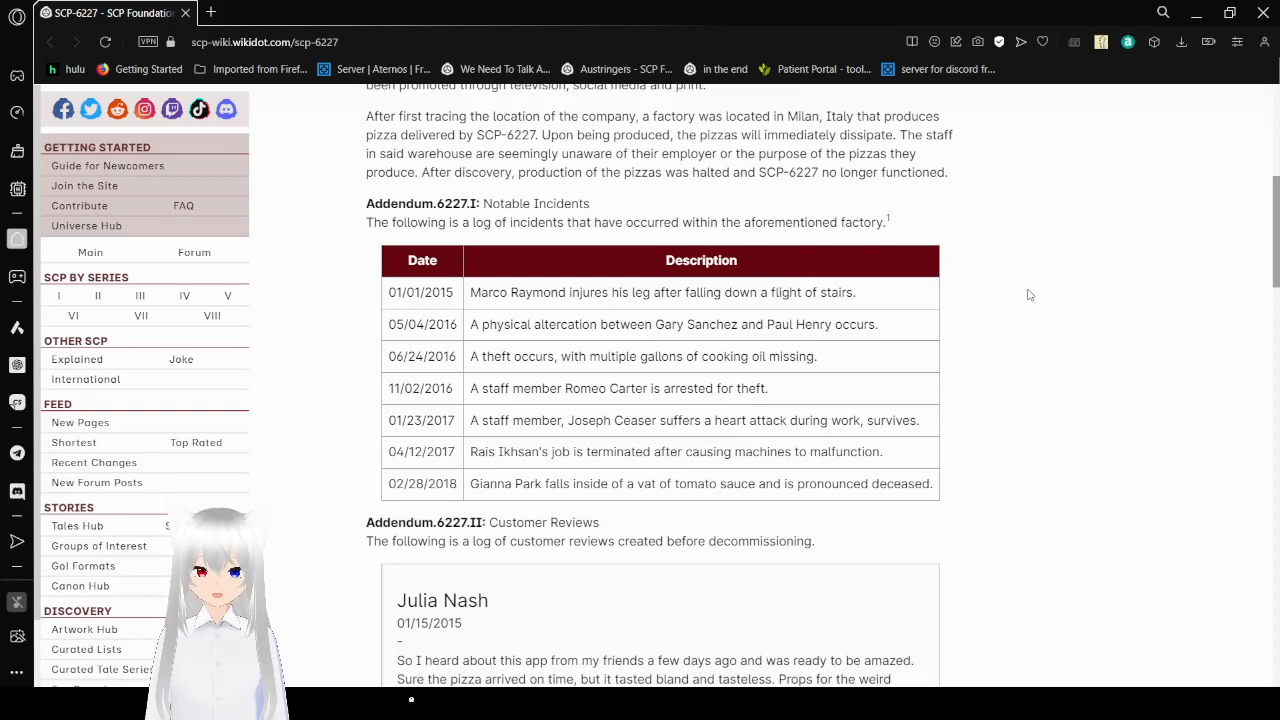 SCP-6227 - SCP Foundatio
scp-wiki.wikidot.com/scp-6227
VPN
hulu
Getting Started
Imported from Firef...
Server | Aternos | Fr...
We Need To Talk A...
Austringers - SCP F...
in the end
Patient Portal - tool...
server for discord fr...
GETTING STARTED
Guide for Newcomers
Join the Site
Contribute FAQ
Universe Hub
Main Forum
SCP BY SERIES
I II III IV V
VI VII VIII
OTHER SCP
Explained Joke
International
FEED
New Pages
Shortest Top Rated
Recent Changes
New Forum Posts
STORIES
Tales Hub
Groups of Interest
GoI Formats
Canon Hub
DISCOVERY
Artwork Hub
Curated Lists
Curated Tale Series
been promoted through television, social media and print.
After first tracing the location of the company, a factory was located in Milan, Italy that produces
pizza delivered by SCP-6227. Upon being produced, the pizzas will immediately dissipate. The staff
in said warehouse are seemingly unaware of their employer or the purpose of the pizzas they
produce. After discovery, production of the pizzas was halted and SCP-6227 no longer functioned.
Addendum.6227.I: Notable Incidents
The following is a log of incidents that have occurred within the aforementioned factory.1
Date Description
01/01/2015 Marco Raymond injures his leg after falling down a flight of stairs.
05/04/2016 A physical altercation between Gary Sanchez and Paul Henry occurs.
06/24/2016 A theft occurs, with multiple gallons of cooking oil missing.
11/02/2016 A staff member Romeo Carter is arrested for theft.
01/23/2017 A staff member, Joseph Ceaser suffers a heart attack during work, survives.
04/12/2017 Rais Ikhsan's job is terminated after causing machines to malfunction.
02/28/2018 Gianna Park falls inside of a vat of tomato sauce and is pronounced deceased.
Addendum.6227.II: Customer Reviews
The following is a log of customer reviews created before decommissioning.
Julia Nash
01/15/2015
–
So I heard about this app from my friends a few days ago and was ready to be amazed.
Sure the pizza arrived on time, but it tasted bland and tasteless. Props for the weird